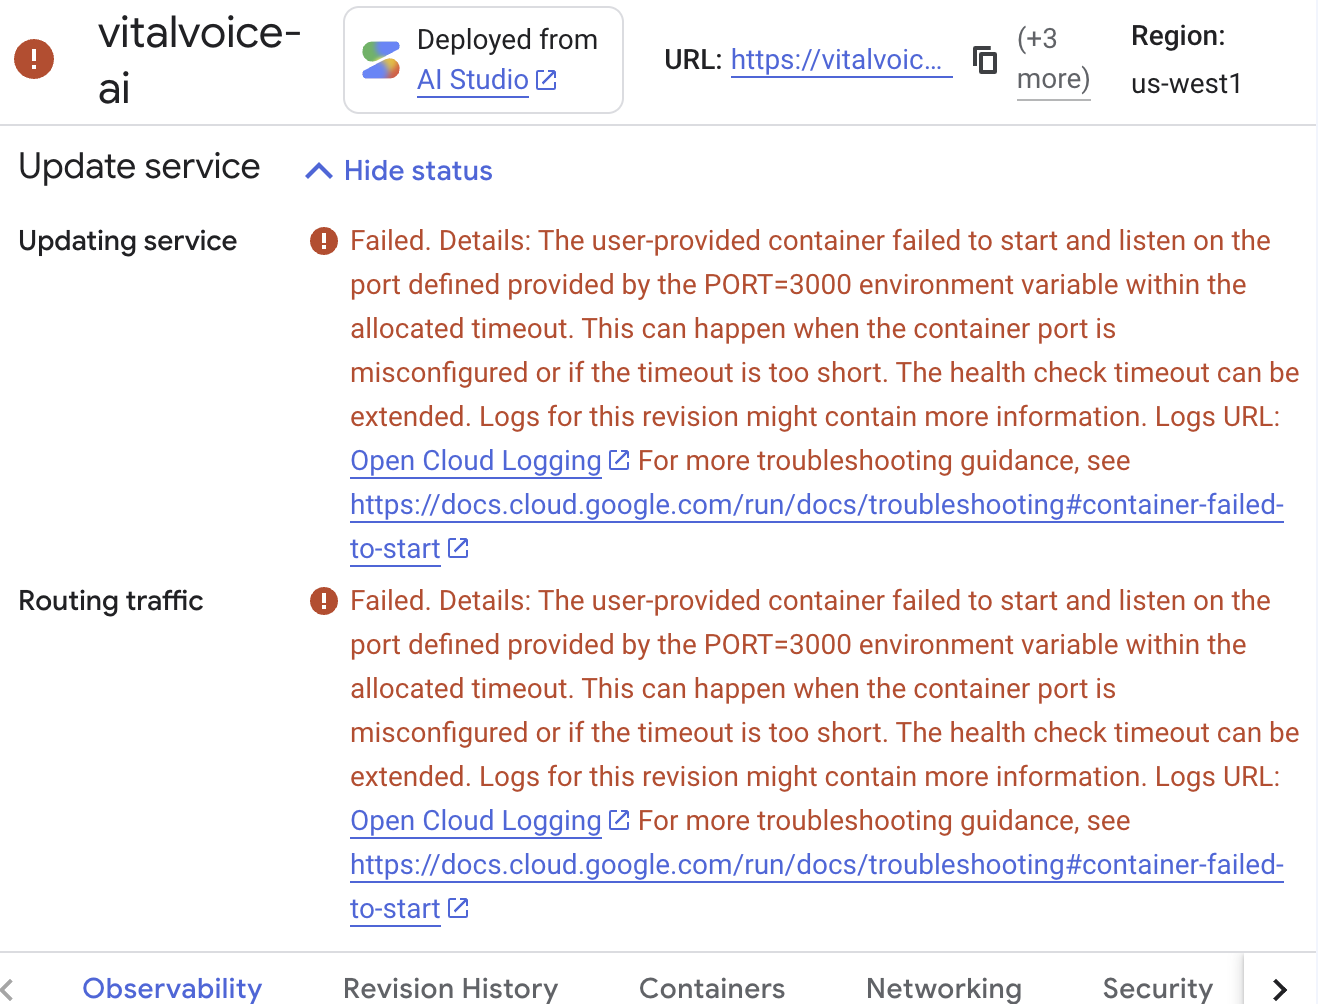 vitalvoice-
ai
Deployed from
AI Studio
URL: https://vitalvoic...
(+3
more)
Region:
us-west1
Update service
Hide status
Updating service
Failed. Details: The user-provided container failed to start and listen on the
port defined provided by the PORT=3000 environment variable within the
allocated timeout. This can happen when the container port is
misconfigured or if the timeout is too short. The health check timeout can be
extended. Logs for this revision might contain more information. Logs URL:
Open Cloud Logging For more troubleshooting guidance, see
https://docs.cloud.google.com/run/docs/troubleshooting#container-failed-
to-start
Routing traffic
Failed. Details: The user-provided container failed to start and listen on the
port defined provided by the PORT=3000 environment variable within the
allocated timeout. This can happen when the container port is
misconfigured or if the timeout is too short. The health check timeout can be
extended. Logs for this revision might contain more information. Logs URL:
Open Cloud Logging For more troubleshooting guidance, see
https://docs.cloud.google.com/run/docs/troubleshooting#container-failed-
to-start
Observability Revision History Containers Networking Security